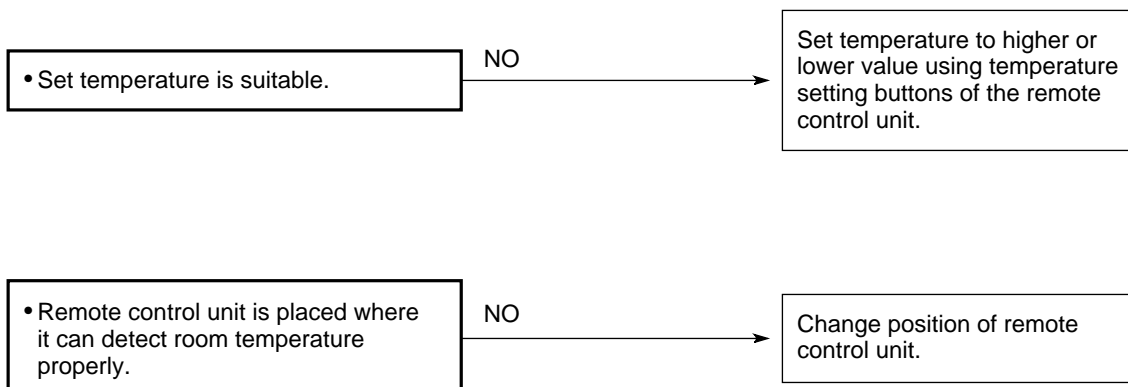 • Set temperature is suitable.
NO
Set temperature to higher or
lower value using temperature
setting buttons of the remote
control unit.
• Remote control unit is placed where
it can detect room temperature
properly.
NO
Change position of remote
control unit.